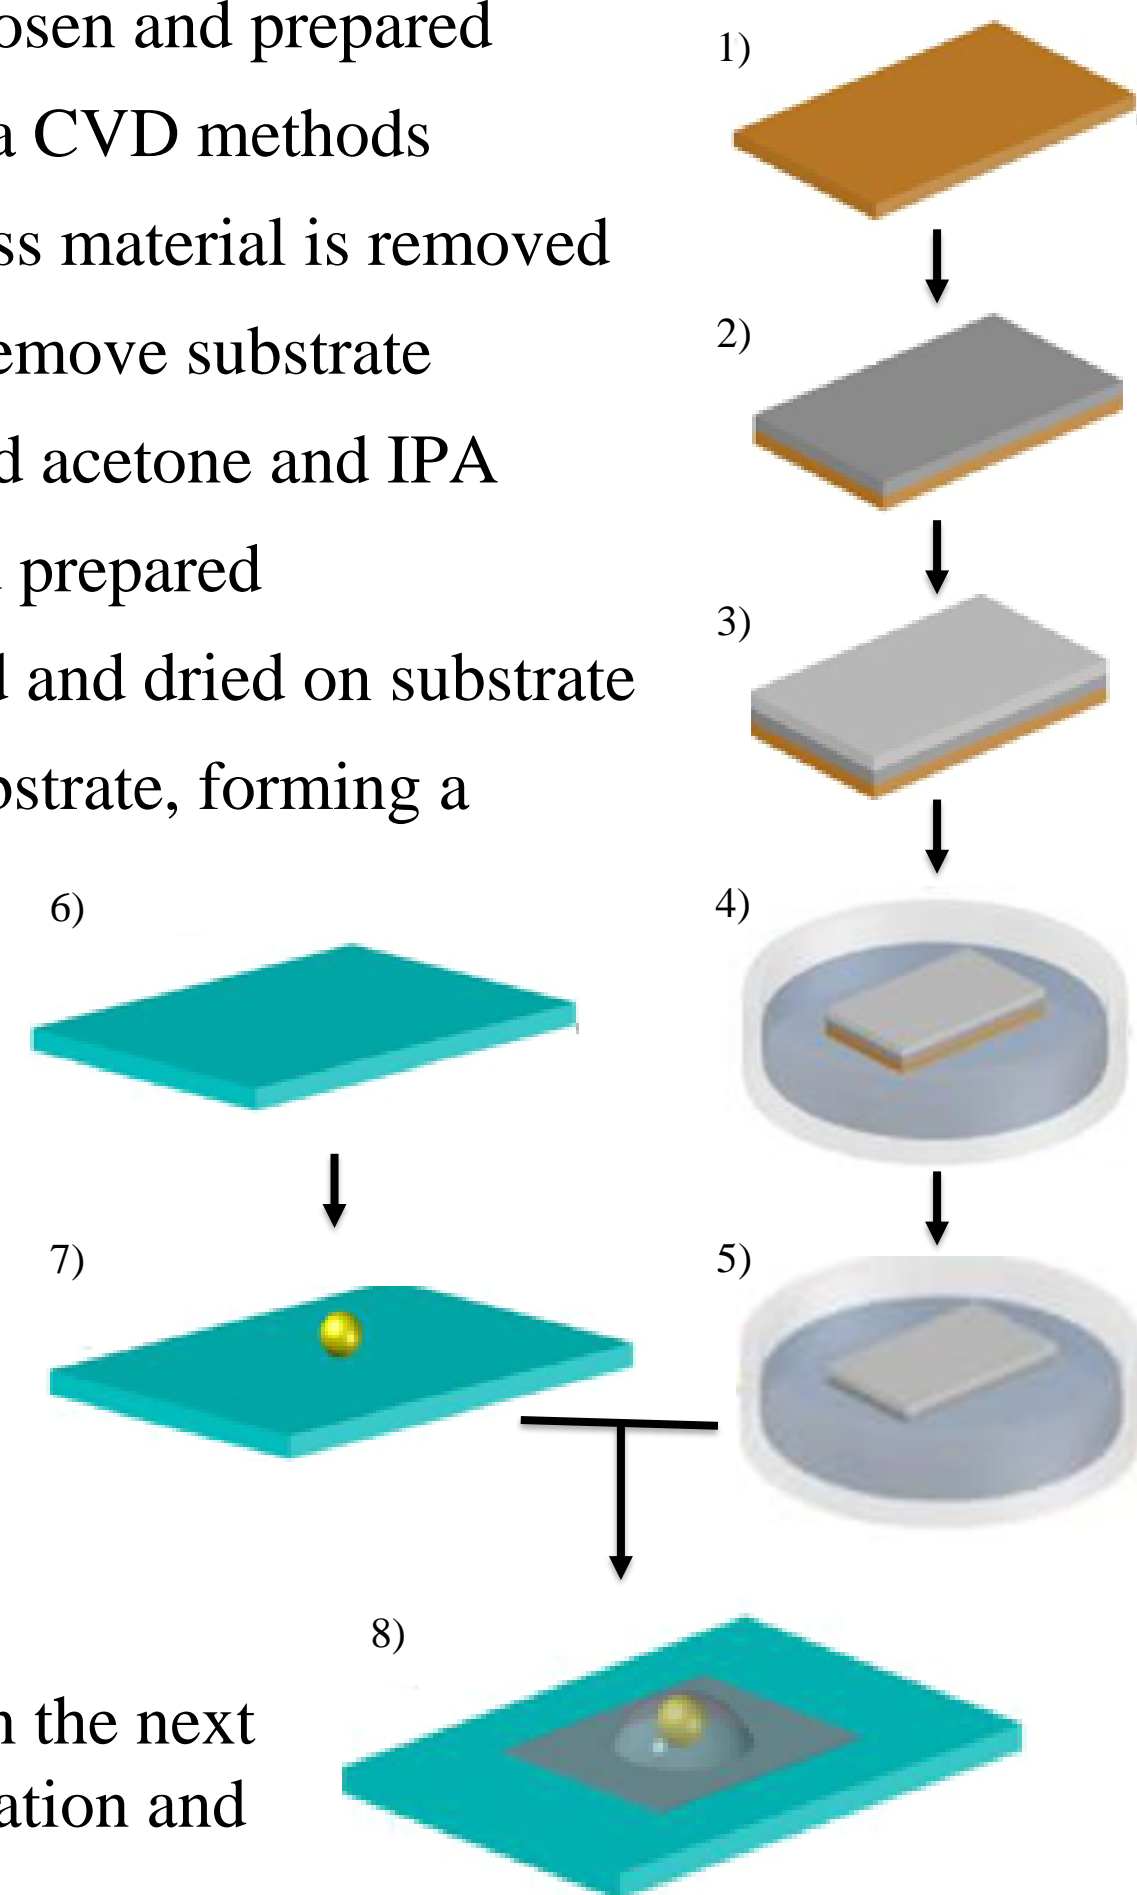 osen and prepared
a CVD methods
ss material is removed
emove substrate
d acetone and IPA
prepared
d and dried on substrate
bstrate, forming a
1)
2)
3)
4)
5)
6)
7)
8)
n the next
ation and